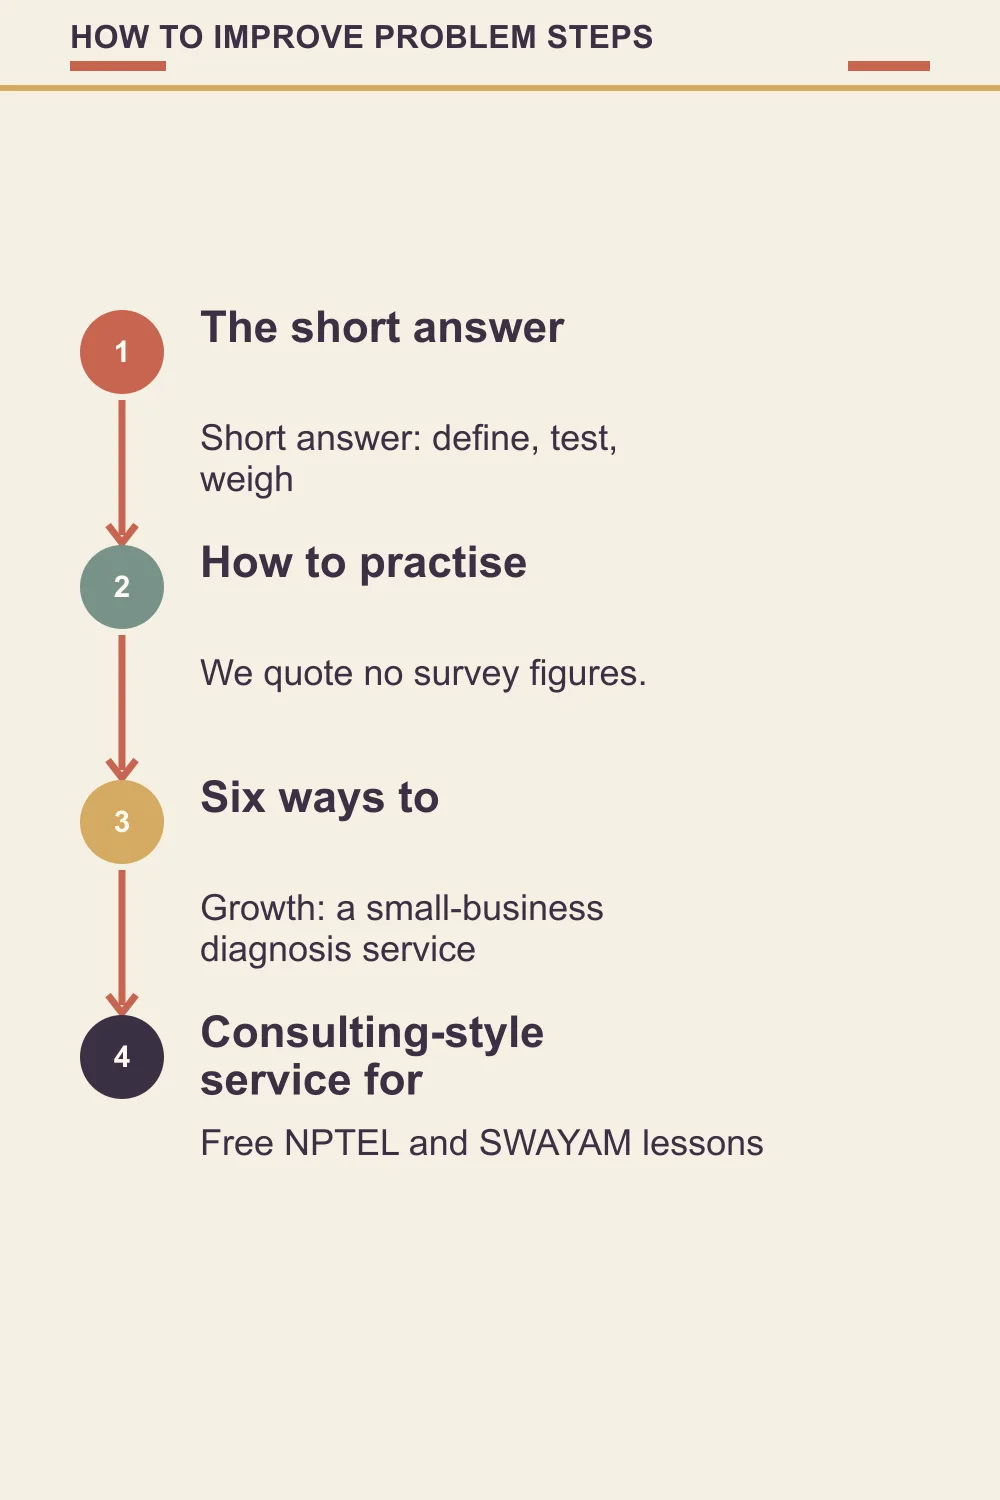 HOW TO IMPROVE PROBLEM STEPS
1
The short answer
Short answer: define, test,
weigh
2
How to practise
We quote no survey figures.
3
Six ways to
Growth: a small-business
diagnosis service
4
Consulting-style
service for
Free NPTEL and SWAYAM lessons